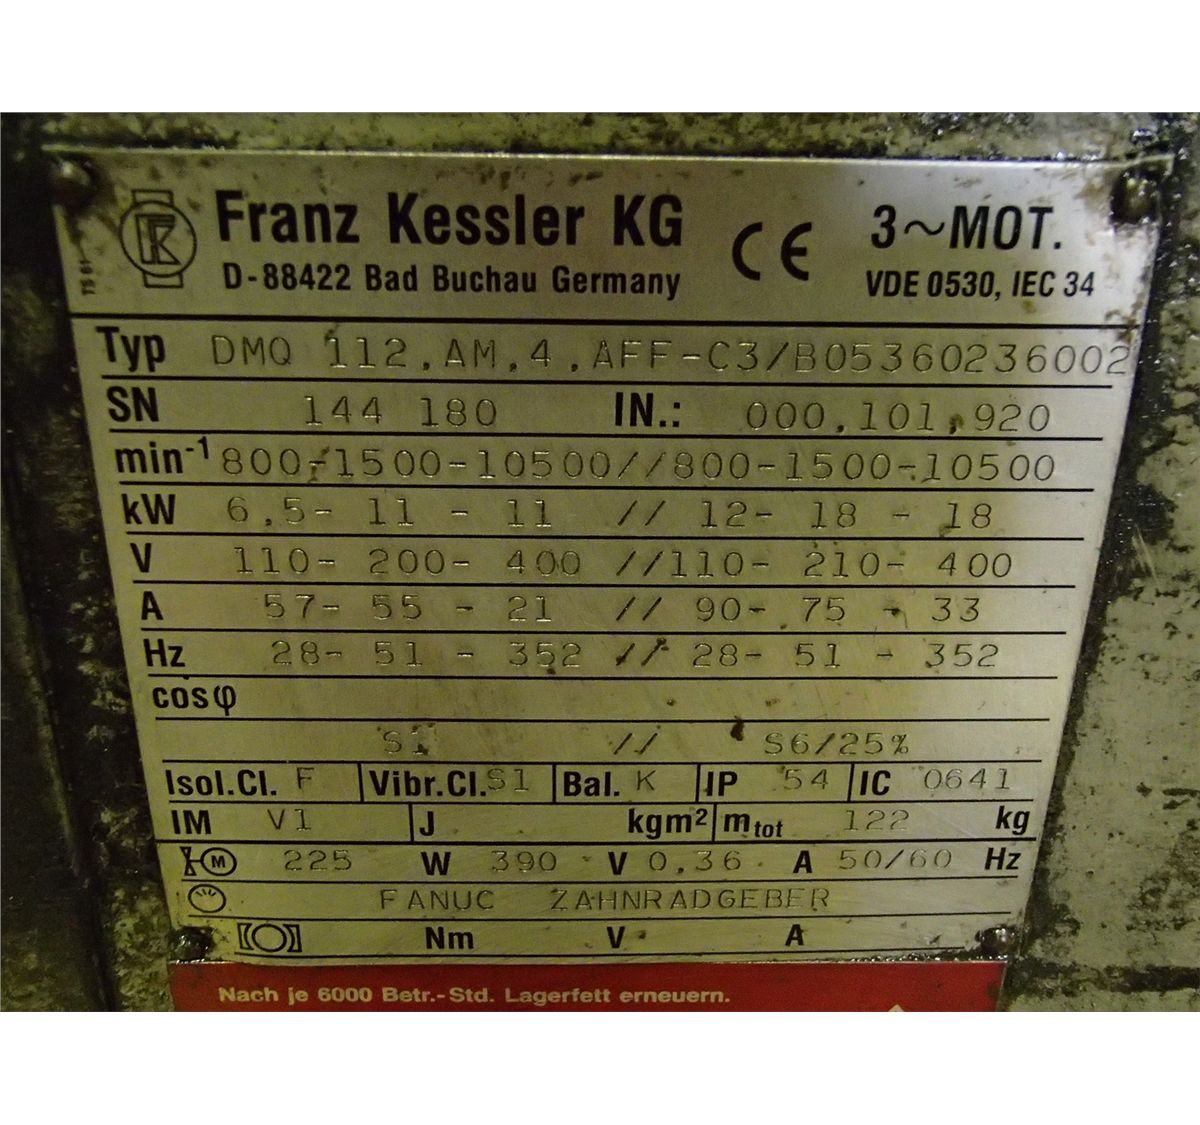 Franz Kessler KG
D-88422 Bad Buchau Germany
CE
3~MOT.
VDE 0530, IEC 34
Typ DMQ 112.AM.4.AFF-C3/B05360236002
SN 144 180 IN.: 000.101.920
min⁻¹ 800-1500-10500//800-1500-10500
kW 6,5- 11 - 11 // 12- 18 - 18
V 110- 200- 400 //110- 210- 400
A 57- 55 - 21 // 90- 75 - 33
Hz 28- 51 - 352 // 28- 51 - 352
cosφ
S1 // S6/25%
Isol.Cl. F Vibr.Cl. S1 Bal. K IP 54 IC 0641
IM V1 J kgm² mtot 122 kg
M 225 W 390 V 0,36 A 50/60 Hz
FANUC ZAHNRADGEBER
Nm V A
Nach je 6000 Betr.-Std. Lagerfett erneuern.